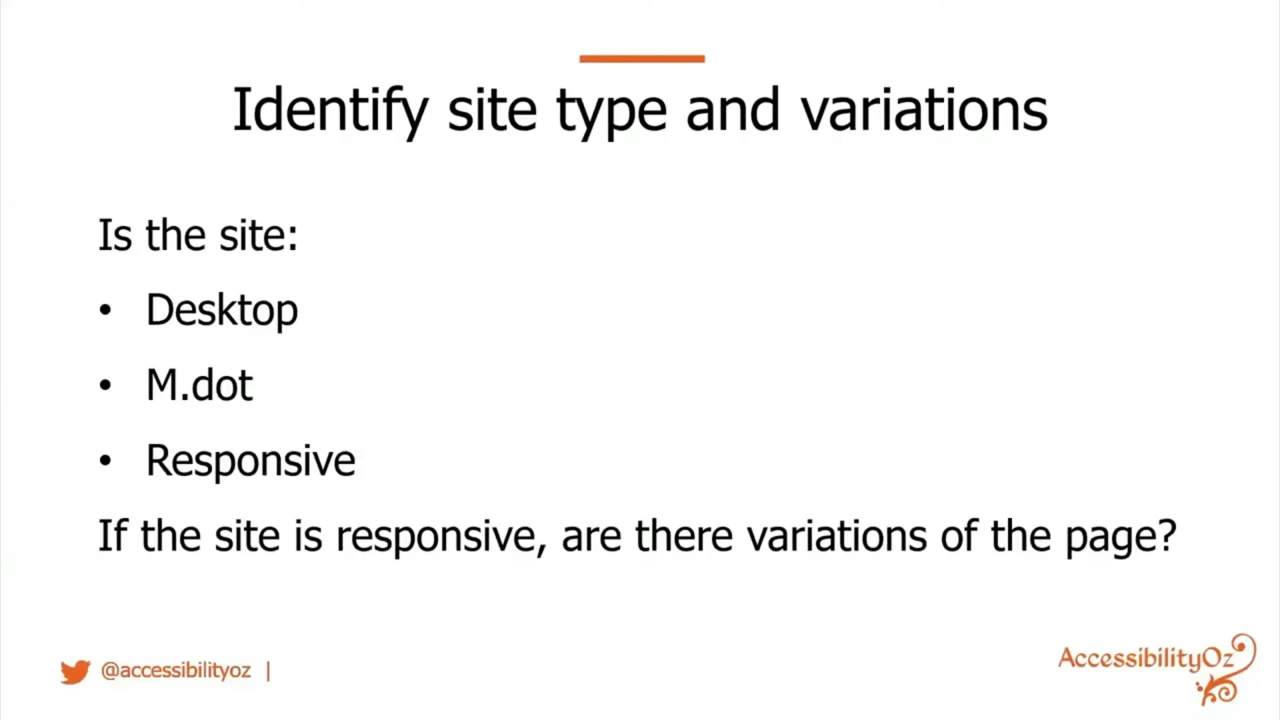 Identify site type and variations
Is the site:
• Desktop
• M.dot
• Responsive
If the site is responsive, are there variations of the page?
@accessibilityoz |
AccessibilityOz